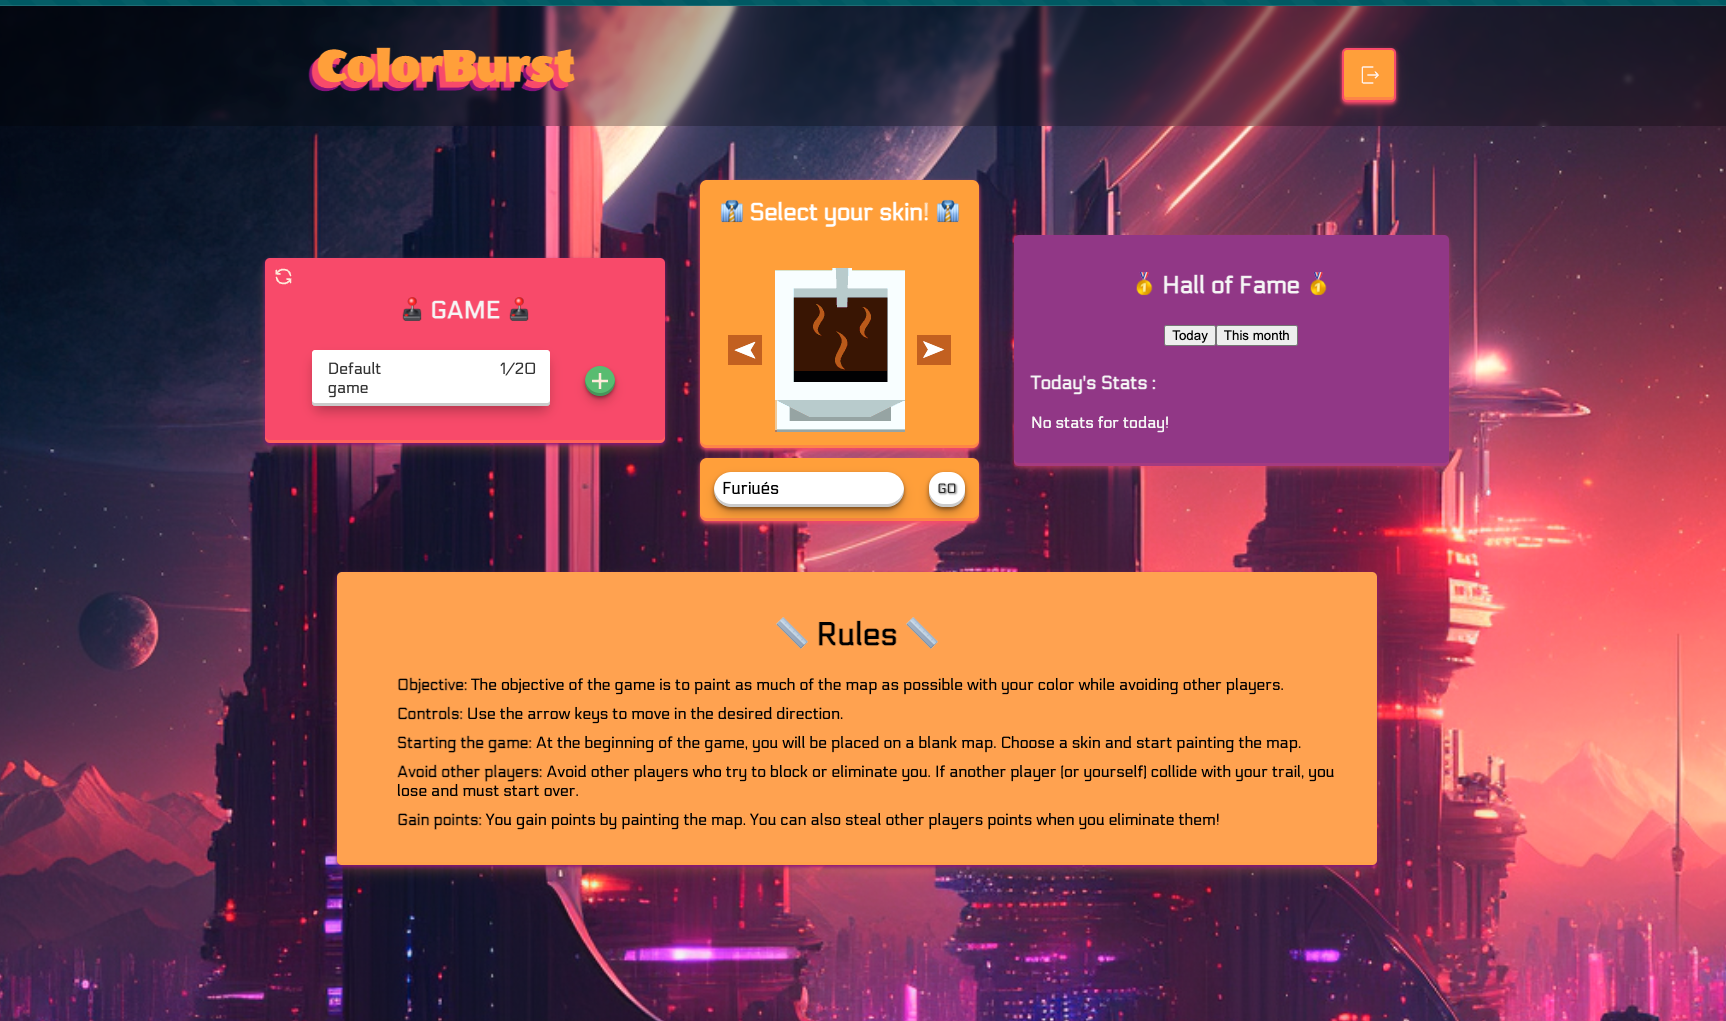 ColorBurst
Select your skin!
GAME
Default 1/20
game
Hall of Fame
Today This month
Today's Stats :
No stats for today!
Furiués GO
Rules
Objective: The objective of the game is to paint as much of the map as possible with your color while avoiding other players.
Controls: Use the arrow keys to move in the desired direction.
Starting the game: At the beginning of the game, you will be placed on a blank map. Choose a skin and start painting the map.
Avoid other players: Avoid other players who try to block or eliminate you. If another player (or yourself) collide with your trail, you
lose and must start over.
Gain points: You gain points by painting the map. You can also steal other players points when you eliminate them!